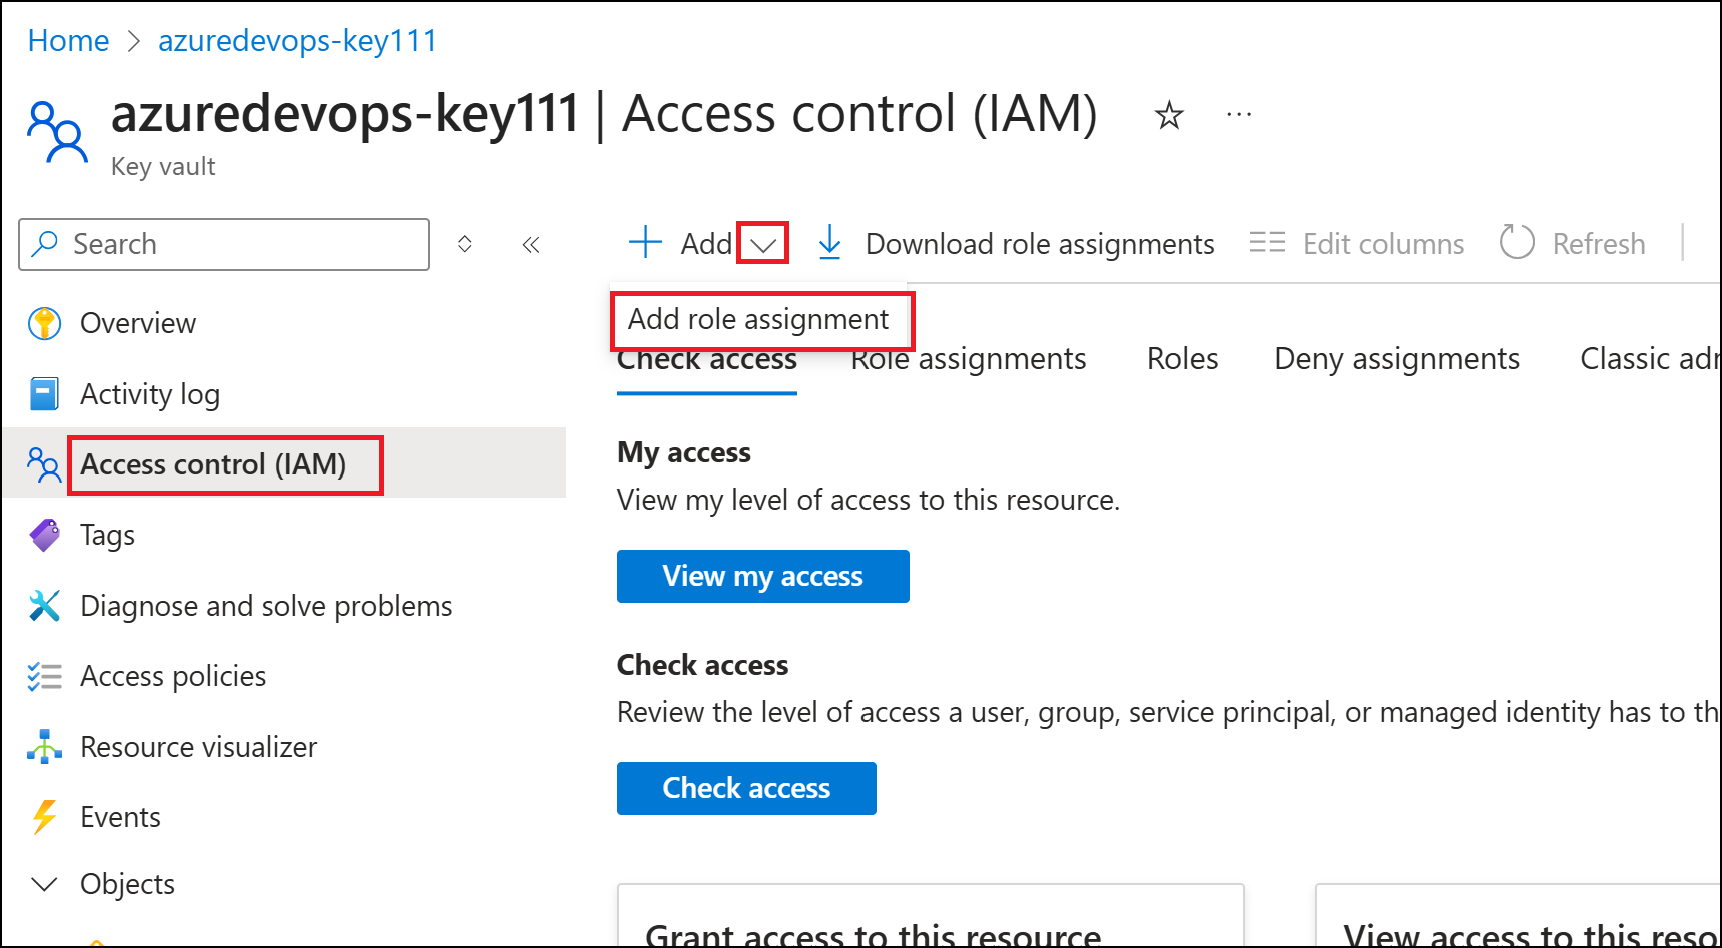 Home > azuredevops-key111
azuredevops-key111 | Access control (IAM)
Key vault
Search
Add
Download role assignments
Edit columns
Refresh
Add role assignment
Overview
Activity log
Access control (IAM)
Tags
Diagnose and solve problems
Access policies
Resource visualizer
Events
Objects
Check access
Role assignments
Roles
Deny assignments
Classic
My access
View my level of access to this resource.
View my access
Check access
Review the level of access a user, group, service principal, or managed identity has to
Check access
Grant access to this resource
View access to this